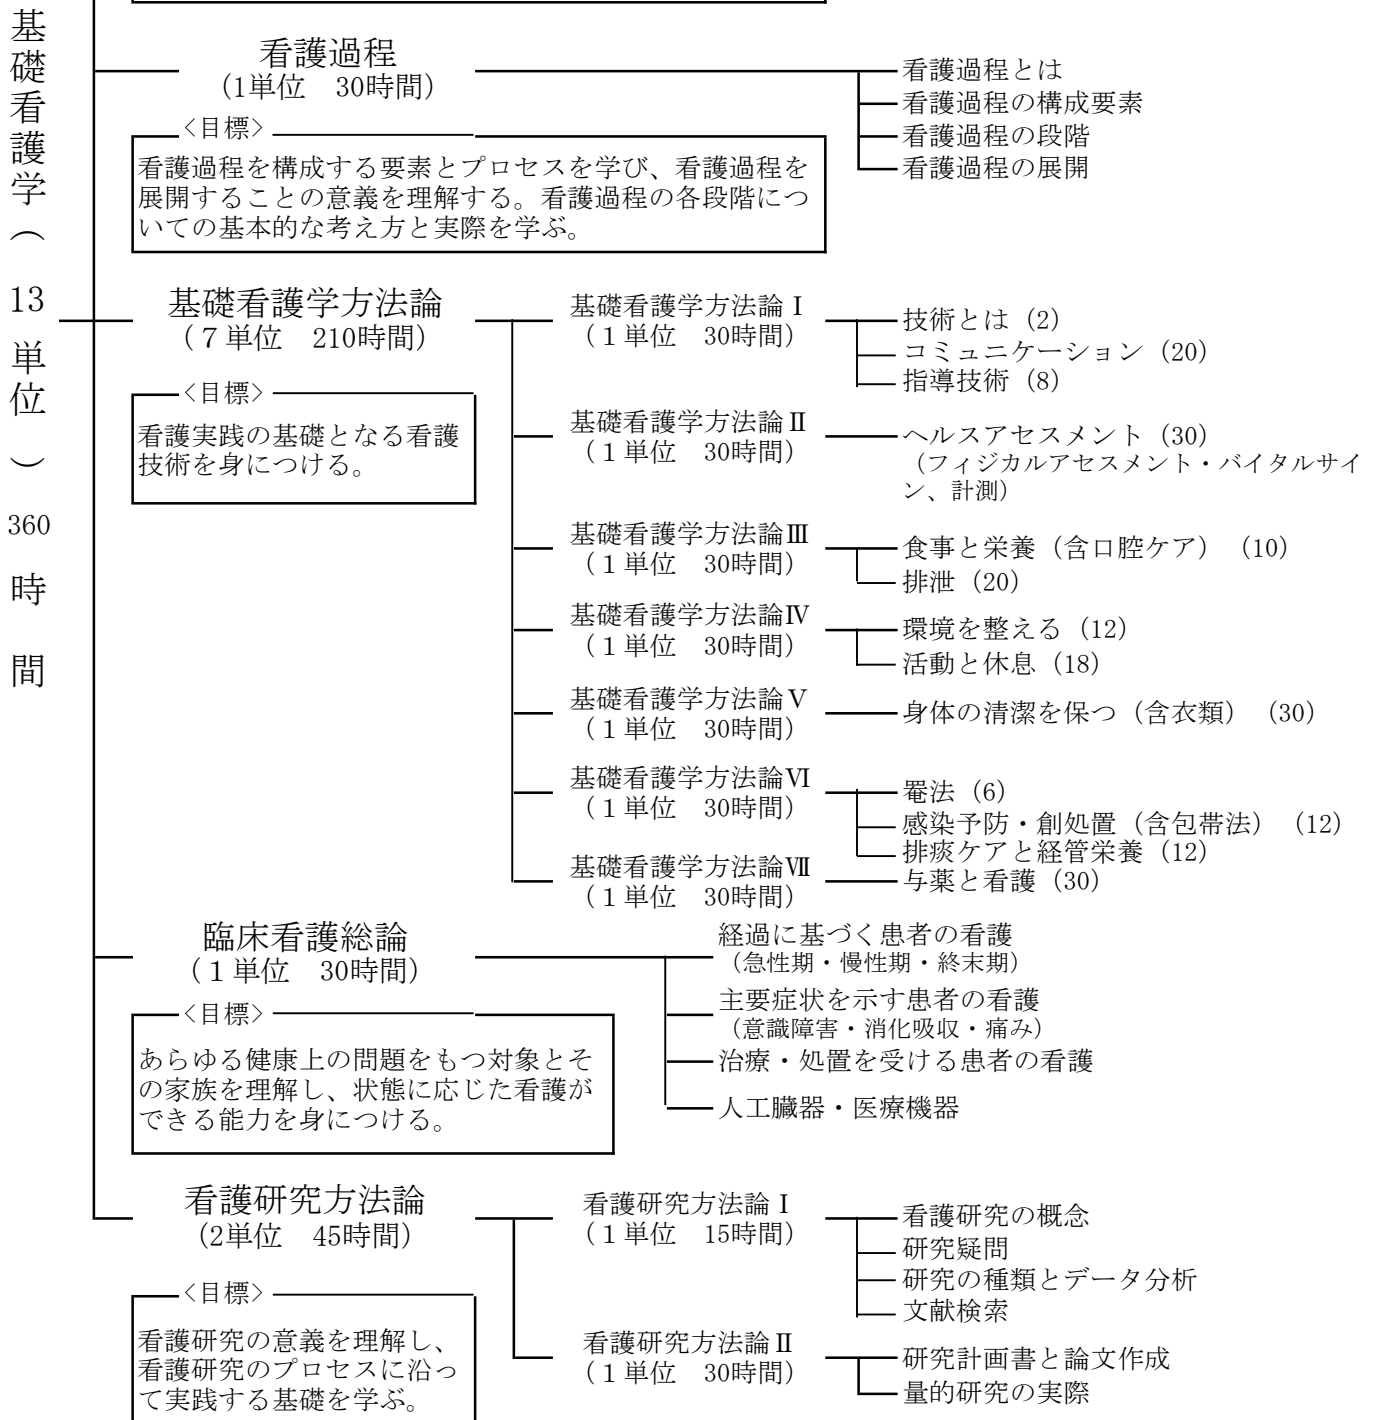 基礎看護学（13単位）360時間
看護過程
(1単位　30時間)
看護過程とは
看護過程の構成要素
看護過程の段階
看護過程の展開
<目標>
看護過程を構成する要素とプロセスを学び、看護過程を
展開することの意義を理解する。看護過程の各段階につ
いての基本的な考え方と実際を学ぶ。
基礎看護学方法論
（７単位　210時間）
<目標>
看護実践の基礎となる看護
技術を身につける。
基礎看護学方法論Ⅰ
（１単位　30時間）
技術とは（2）
コミュニケーション（20）
指導技術（8）
基礎看護学方法論Ⅱ
（１単位　30時間）
ヘルスアセスメント（30）
（フィジカルアセスメント・バイタルサイ
ン、計測）
基礎看護学方法論Ⅲ
（１単位　30時間）
食事と栄養（含口腔ケア）（10）
排泄（20）
基礎看護学方法論Ⅳ
（１単位　30時間）
環境を整える（12）
活動と休息（18）
基礎看護学方法論Ⅴ
（１単位　30時間）
身体の清潔を保つ（含衣類）（30）
基礎看護学方法論Ⅵ
（１単位　30時間）
罨法（6）
感染予防・創処置（含包帯法）（12）
排痰ケアと経管栄養（12）
基礎看護学方法論Ⅶ
（１単位　30時間）
与薬と看護（30）
臨床看護総論
（１単位　30時間）
<目標>
あらゆる健康上の問題をもつ対象とそ
の家族を理解し、状態に応じた看護が
できる能力を身につける。
経過に基づく患者の看護
（急性期・慢性期・終末期）
主要症状を示す患者の看護
（意識障害・消化吸収・痛み）
治療・処置を受ける患者の看護
人工臓器・医療機器
看護研究方法論
(2単位　45時間)
<目標>
看護研究の意義を理解し、
看護研究のプロセスに沿っ
て実践する基礎を学ぶ。
看護研究方法論Ⅰ
（１単位　15時間）
看護研究の概念
研究疑問
研究の種類とデータ分析
文献検索
看護研究方法論Ⅱ
（１単位　30時間）
研究計画書と論文作成
量的研究の実際